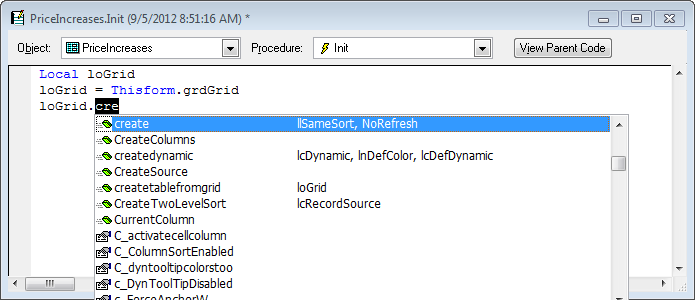 PriceIncreases.Init (9/5/2012 8:51:16 AM) *
Object: PriceIncreases Procedure: Init View Parent Code
Local loGrid
loGrid = Thisform.grdGrid
loGrid.cre
create llSameSort, NoRefresh
CreateColumns
createdynamic lcDynamic, lnDefColor, lcDefDynamic
CreateSource
createtablefromgrid loGrid
CreateTwoLevelSort lcRecordSource
CurrentColumn
C_activatecellcolumn
C_ColumnSortEnabled
C_dyntooltipcolorstoo
c_DynToolTipDisabled
c_ForceAnchorW